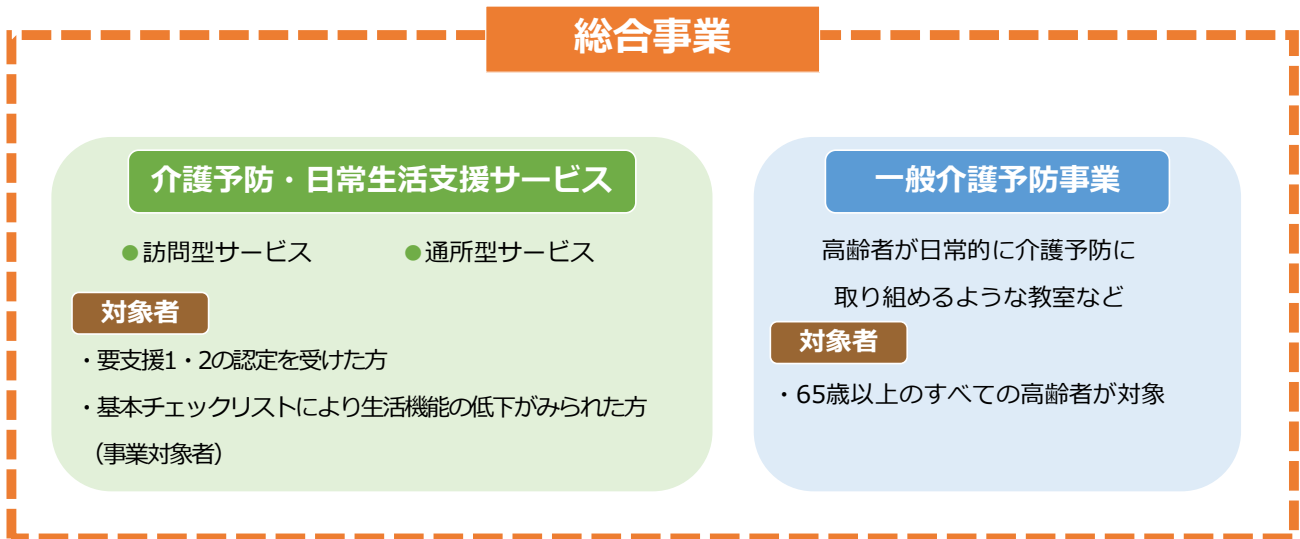 総合事業
介護予防・日常生活支援サービス
●訪問型サービス
●通所型サービス
対象者
・要支援1・2の認定を受けた方
・基本チェックリストにより生活機能の低下がみられた方
（事業対象者）
一般介護予防事業
高齢者が日常的に介護予防に
取り組めるような教室など
対象者
・65歳以上のすべての高齢者が対象